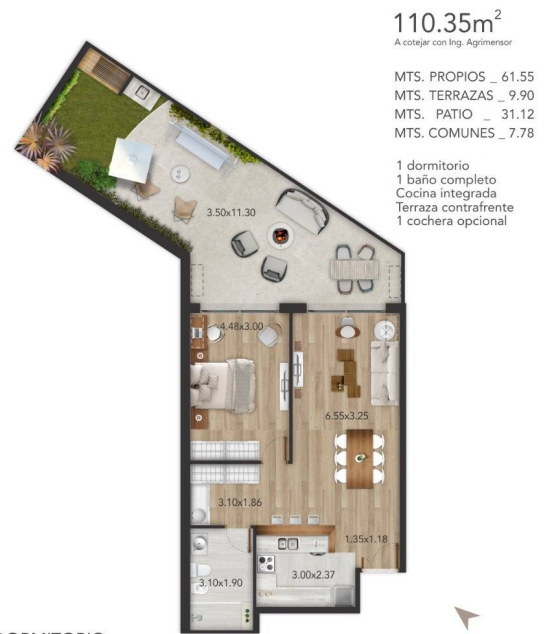 110.35m²
A cotejar con Ing. Agrimensor
MTS. PROPIOS _ 61.55
MTS. TERRAZAS _ 9.90
MTS. PATIO _ 31.12
MTS. COMUNES _ 7.78
1 dormitorio
1 baño completo
Cocina integrada
Terraza contrafrente
1 cochera opcional
3.50x11.30
4.48x3.00
6.55x3.25
3.10x1.86
1.35x1.18
3.00x2.37
3.10x1.90